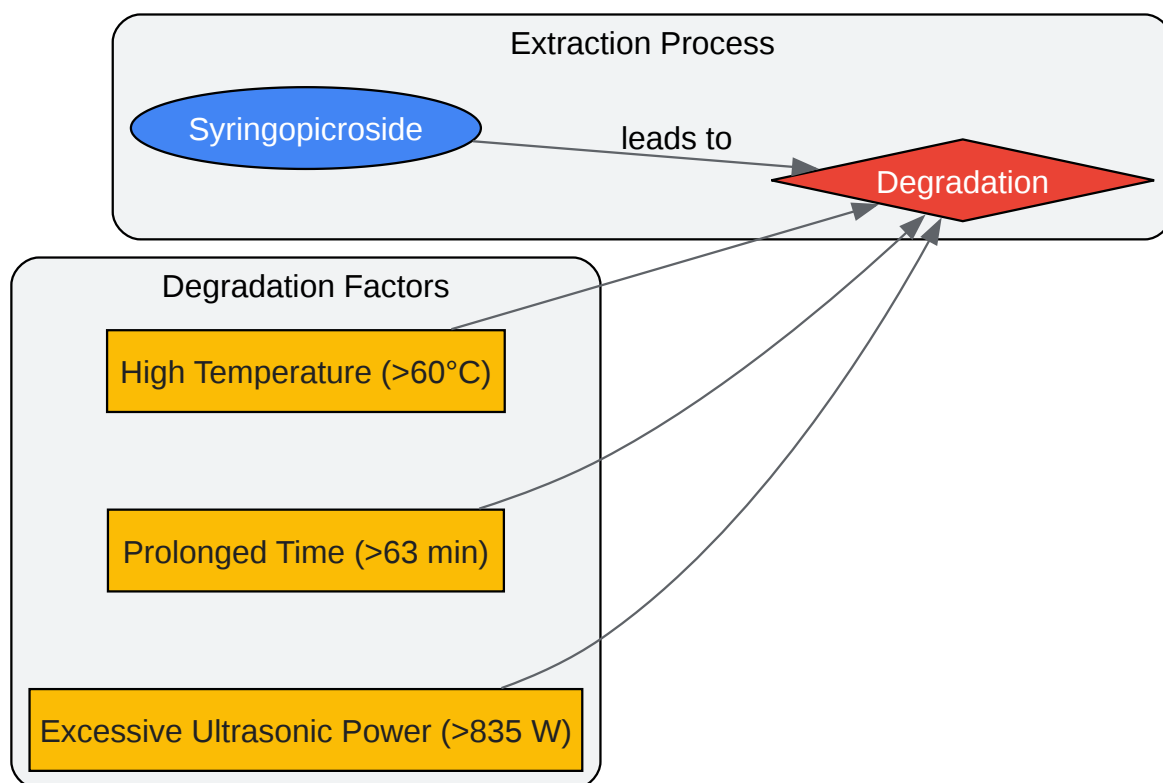 Extraction Process
Syringopicroside
leads to
Degradation
Degradation Factors
High Temperature (>60°C)
Prolonged Time (>63 min)
Excessive Ultrasonic Power (>835 W)